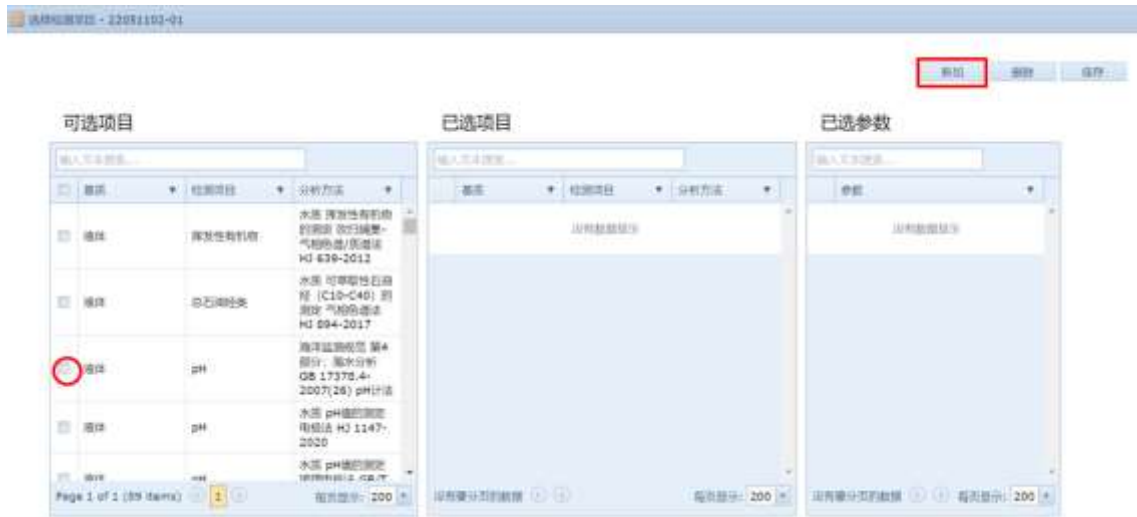 选择检测项目 - 22051102-01
添加 删除 保存
可选项目
输入文本搜索...
基质 检测项目 分析方法
液体 挥发性有机物
水质 挥发性有机物
的测定 吹扫捕集-
气相色谱/质谱法
HJ 639-2012
液体 总石油烃类
水质 可萃取性石油
烃（C10-C40）的
测定 气相色谱法
HJ 894-2017
液体 pH
海洋监测规范 第4
部分：海水分析
GB 17378.4-
2007(26) pH计法
液体 pH
水质 pH值的测定
电极法 HJ 1147-
2020
液体 pH
水质 pH值的测定
Page 1 of 1 (89 items) 1 每页显示: 200
已选项目
输入文本搜索...
基质 检测项目 分析方法
没有数据显示
没有要分页的数据 每页显示: 200
已选参数
输入文本搜索...
参数
没有数据显示
没有要分页的数据 每页显示: 200